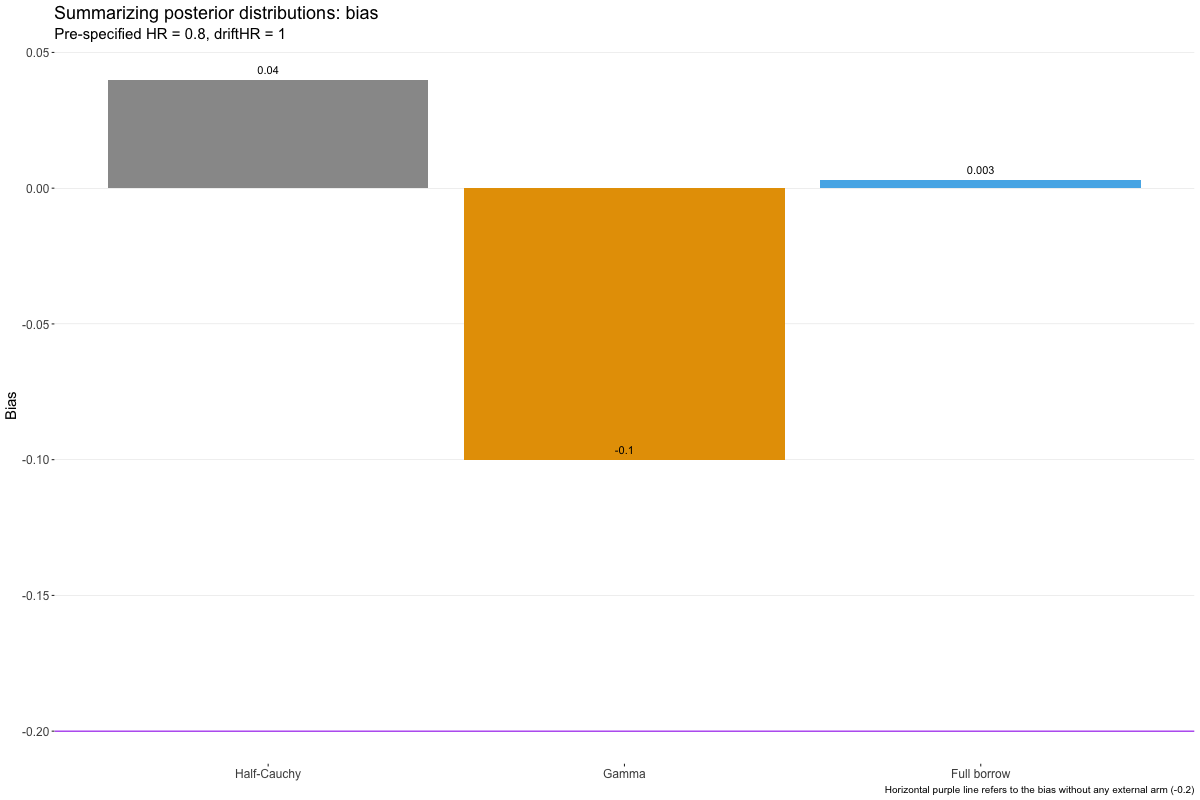 Summarizing posterior distributions: bias
Pre-specified HR = 0.8, driftHR = 1
0.05
0.04
0.003
0.00
-0.05
Bias
-0.1
-0.10
-0.15
-0.20
Half-Cauchy
Gamma
Full borrow
Horizontal purple line refers to the bias without any external arm (-0.2)